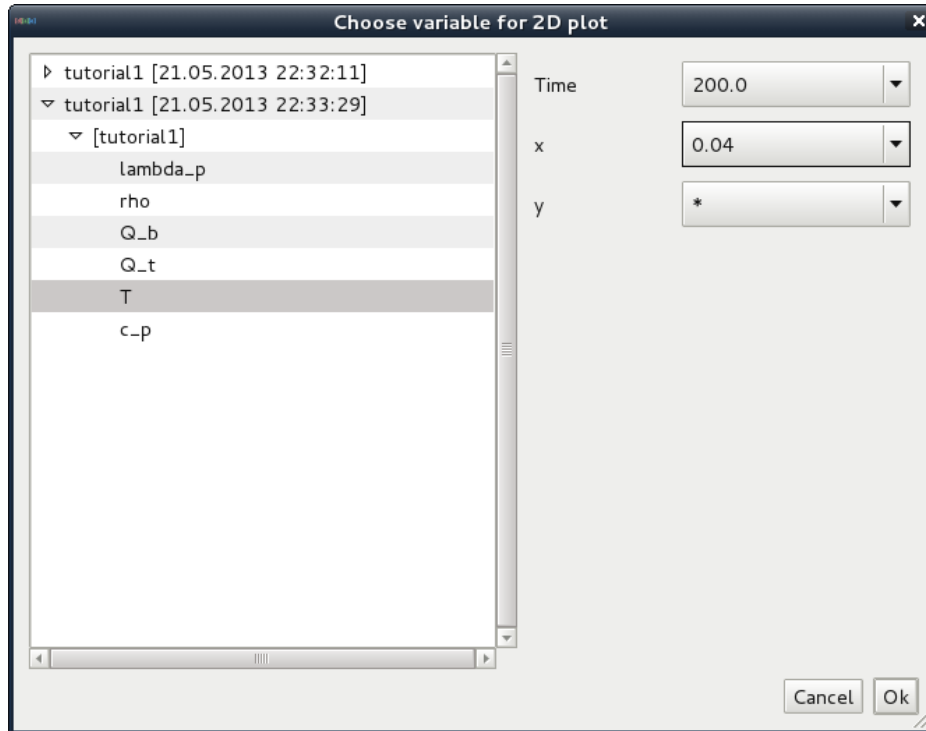 Choose variable for 2D plot
tutorial1 [21.05.2013 22:32:11]
tutorial1 [21.05.2013 22:33:29]
[tutorial1]
lambda_p
rho
Q_b
Q_t
T
c_p
Time 200.0
x 0.04
y *
Cancel Ok